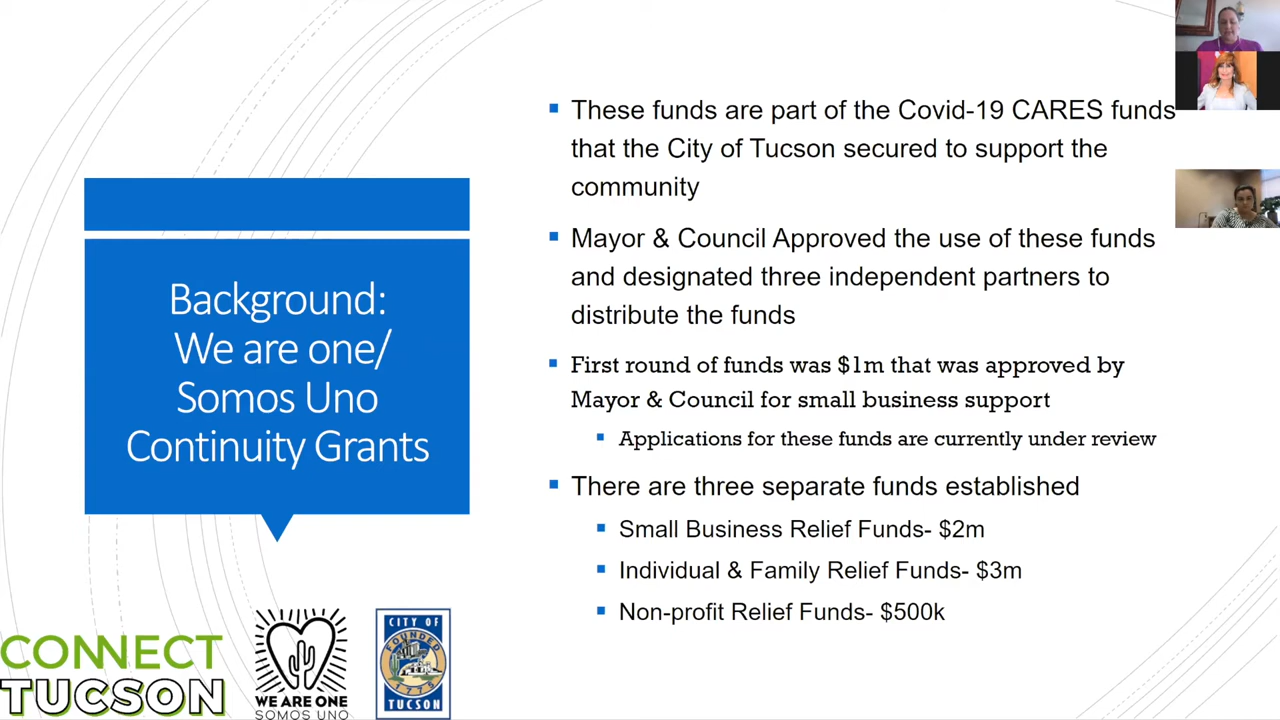 Background:
We are one/
Somos Uno
Continuity Grants
These funds are part of the Covid-19 CARES funds
that the City of Tucson secured to support the
community
Mayor & Council Approved the use of these funds
and designated three independent partners to
distribute the funds
First round of funds was $1m that was approved by
Mayor & Council for small business support
Applications for these funds are currently under review
There are three separate funds established
Small Business Relief Funds- $2m
Individual & Family Relief Funds- $3m
Non-profit Relief Funds- $500k
CONNECT
TUCSON
WE ARE ONE
SOMOS UNO
CITY OF
FOUNDED
1775
TUCSON